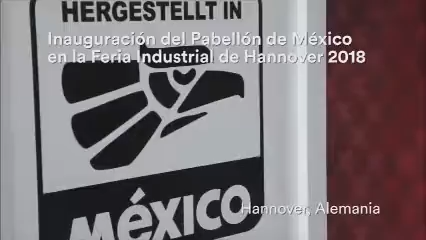 HERGESTELLT IN
Inauguración del Pabellón de México
en la Feria Industrial de Hannover 2018
México
Hannover, Alemania